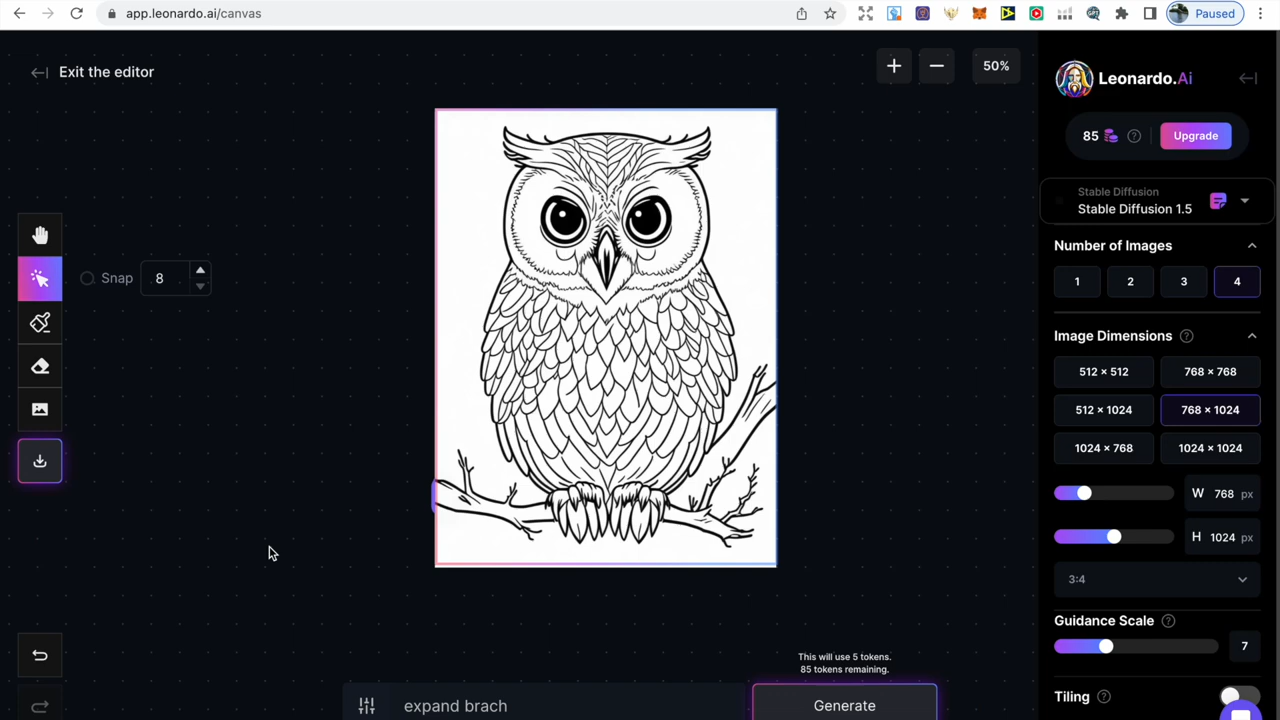 app.leonardo.ai/canvas
Paused
Exit the editor
50%
Leonardo.Ai
85
Upgrade
Stable Diffusion
Stable Diffusion 1.5
Snap
8
Number of Images
1
2
3
4
Image Dimensions
512 × 512
768 × 768
512 × 1024
768 × 1024
1024 × 768
1024 × 1024
W 768 px
H 1024 px
3:4
Guidance Scale
7
This will use 5 tokens.
85 tokens remaining.
Tiling
expand brach
Generate